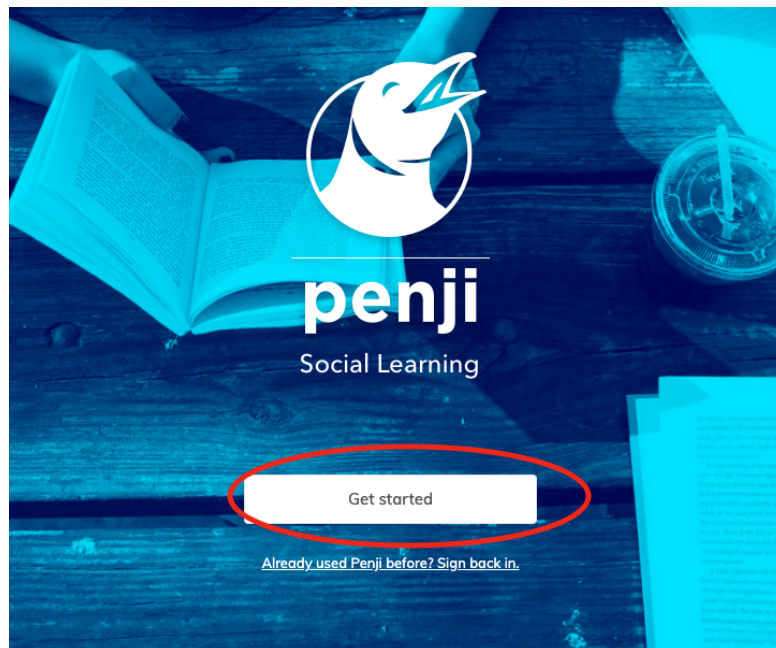 penji
Social Learning
Get started
Already used Penji before? Sign back in.